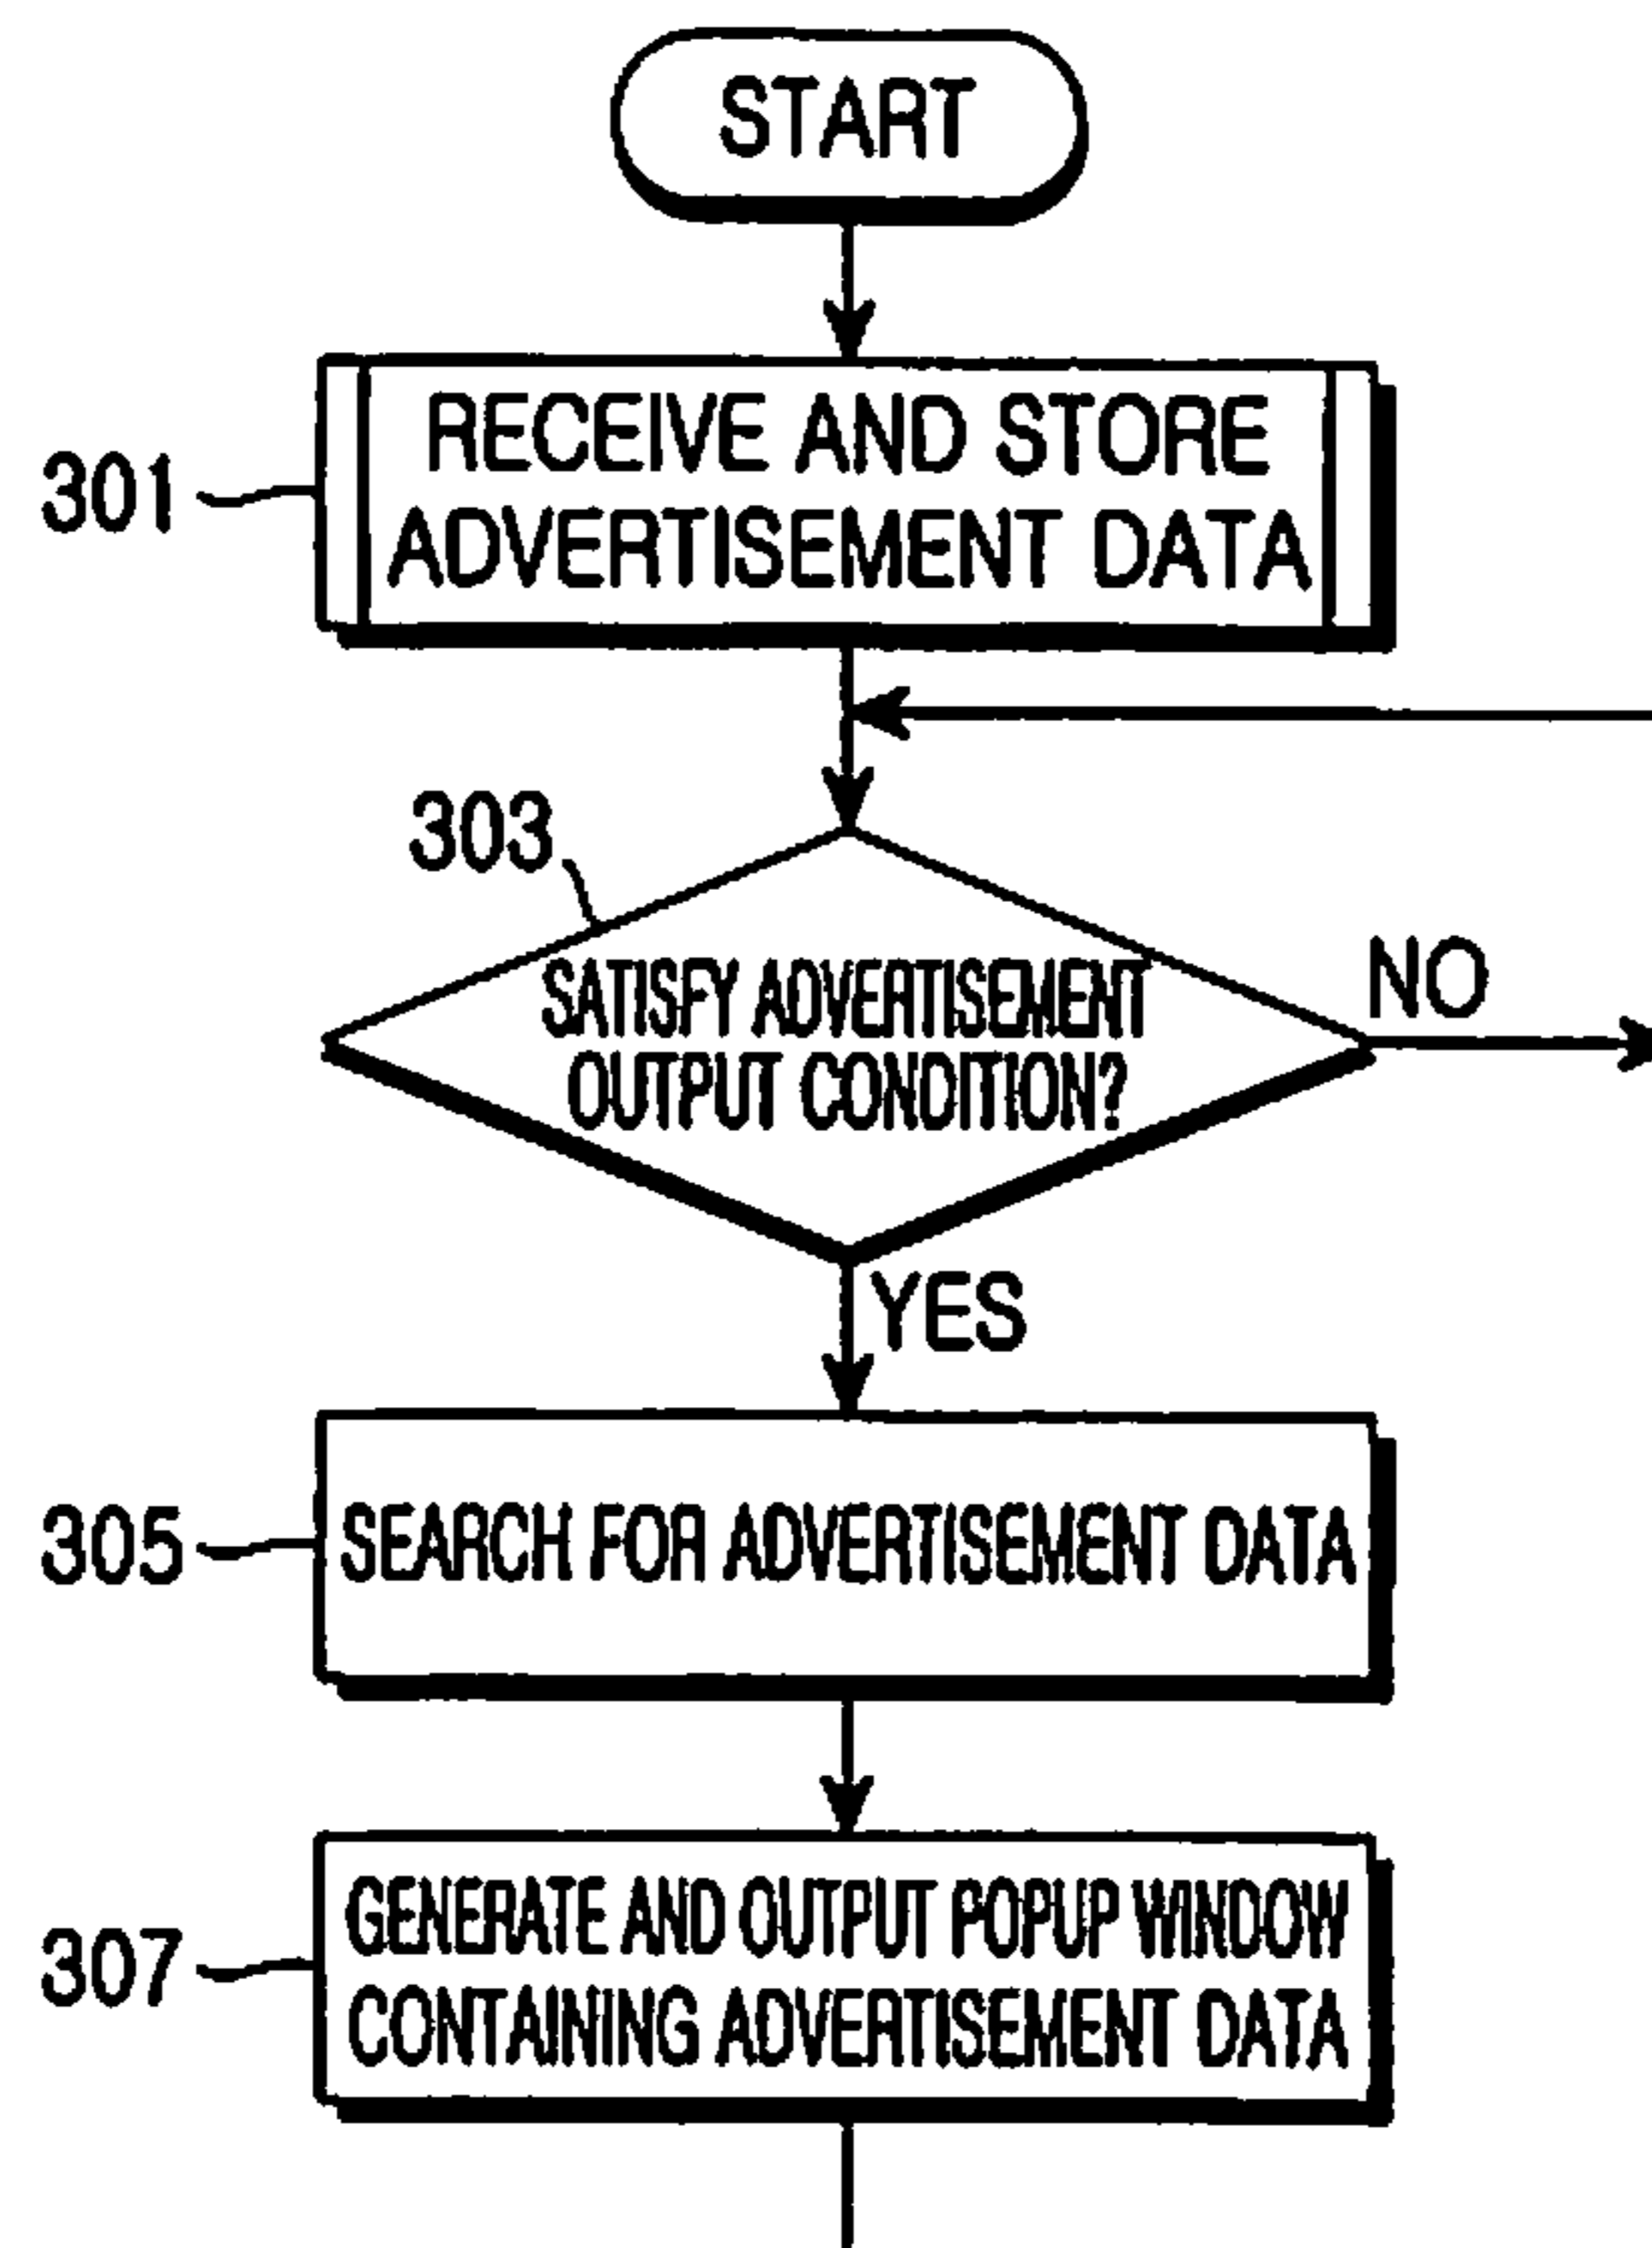 START
301
RECEIVE AND STORE
ADVERTISEMENT DATA
303
SATISFY ADVERTISEMENT
OUTPUT CONDITION?
NO
YES
305
SEARCH FOR ADVERTISEMENT DATA
307
GENERATE AND OUTPUT POPUP WINDOW
CONTAINING ADVERTISEMENT DATA